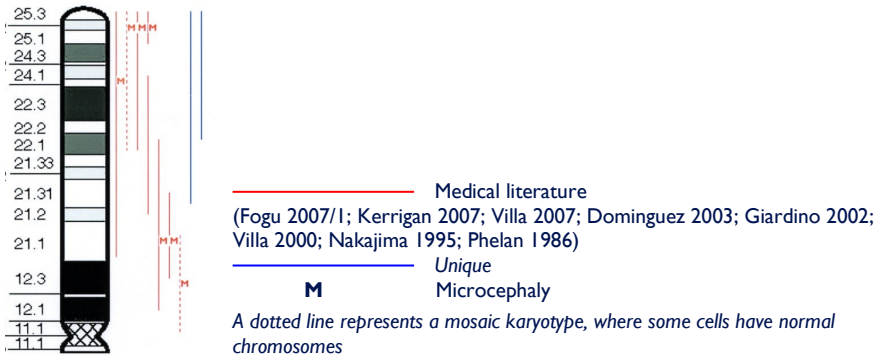 25.3
25.1
24.3
24.1
22.3
22.2
22.1
21.33
21.31
21.2
21.1
12.3
12.1
11.1
11.1
M M M
M
M M
M
Medical literature
(Fogu 2007/1; Kerrigan 2007; Villa 2007; Dominguez 2003; Giardino 2002;
Villa 2000; Nakajima 1995; Phelan 1986)
Unique
M Microcephaly
A dotted line represents a mosaic karyotype, where some cells have normal
chromosomes